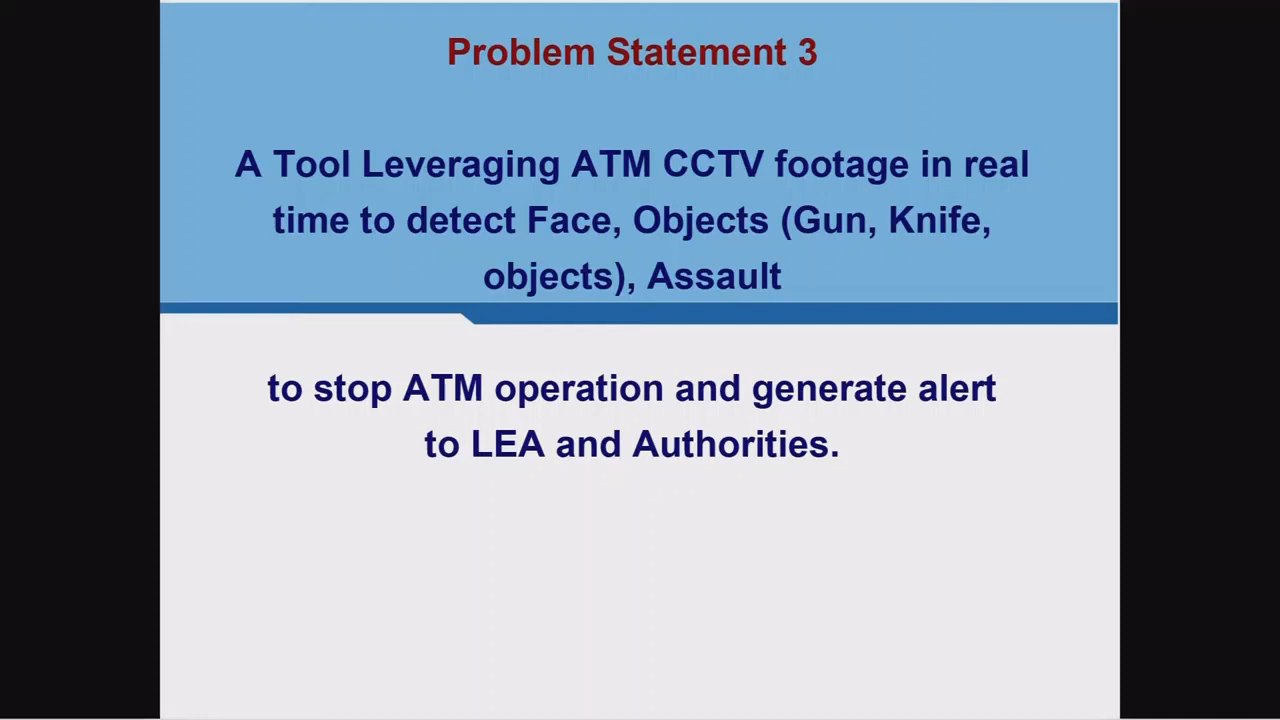 Problem Statement 3
A Tool Leveraging ATM CCTV footage in real
time to detect Face, Objects (Gun, Knife,
objects), Assault
to stop ATM operation and generate alert
to LEA and Authorities.